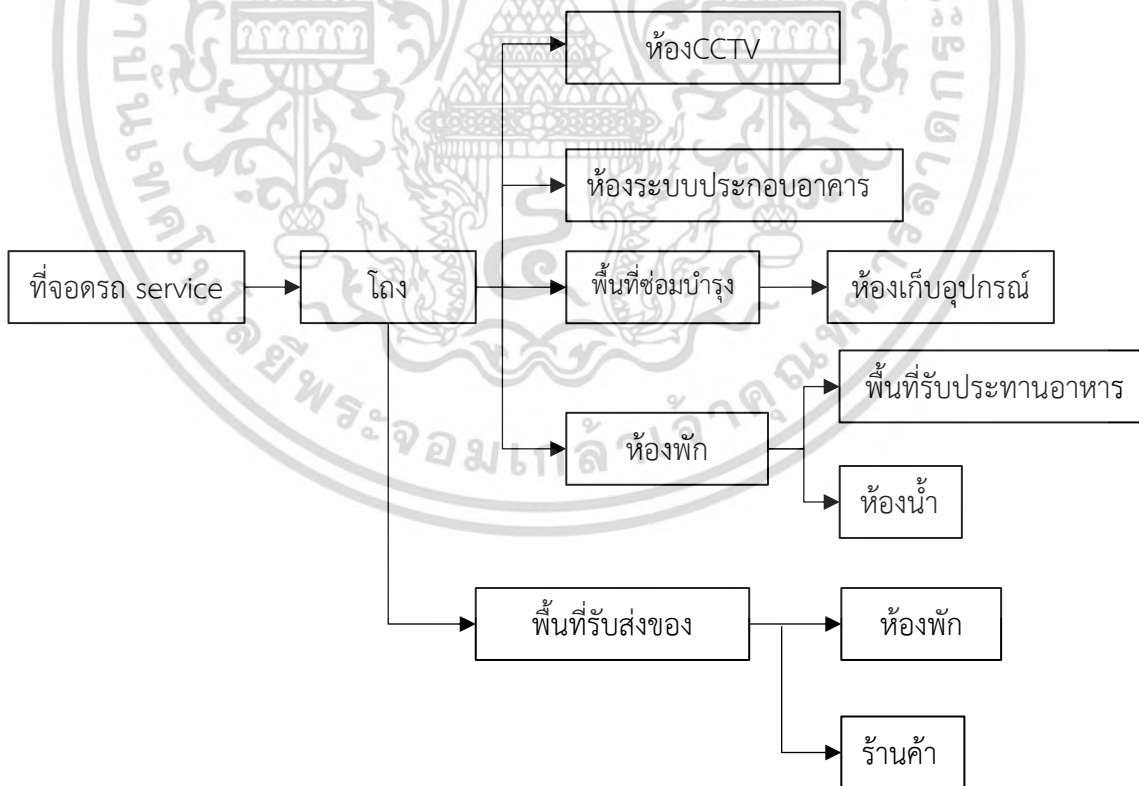 ห้องCCTV
ห้องระบบประกอบอาคาร
ที่จอดรถ service
โถง
พื้นที่ซ่อมบำรุง
ห้องเก็บอุปกรณ์
พื้นที่รับประทานอาหาร
ห้องพัก
ห้องน้ำ
พื้นที่รับส่งของ
ห้องพัก
ร้านค้า